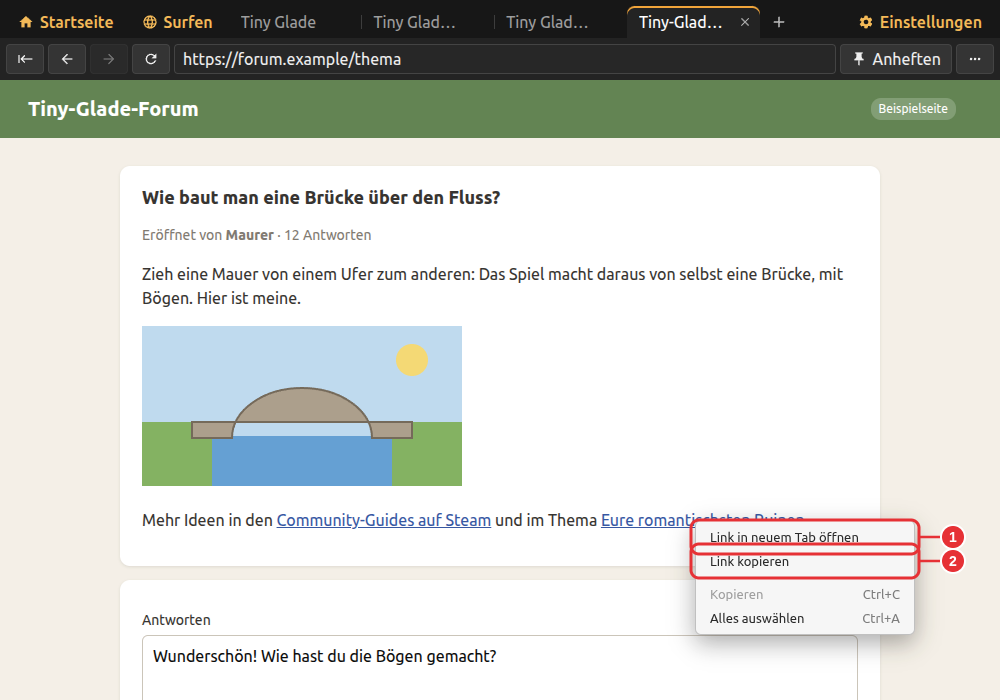 Startseite
Surfen
Tiny Glade
Tiny Glad…
Tiny Glad…
Tiny-Glad…
Einstellungen
https://forum.example/thema
Anheften
Tiny-Glade-Forum
Beispielseite
Wie baut man eine Brücke über den Fluss?
Eröffnet von Maurer · 12 Antworten
Zieh eine Mauer von einem Ufer zum anderen: Das Spiel macht daraus von selbst eine Brücke, mit
Bögen. Hier ist meine.
Mehr Ideen in den Community-Guides auf Steam und im Thema Eure romantischsten Ruinen
Link in neuem Tab öffnen
1
Link kopieren
2
Kopieren Ctrl+C
Alles auswählen Ctrl+A
Antworten
Wunderschön! Wie hast du die Bögen gemacht?